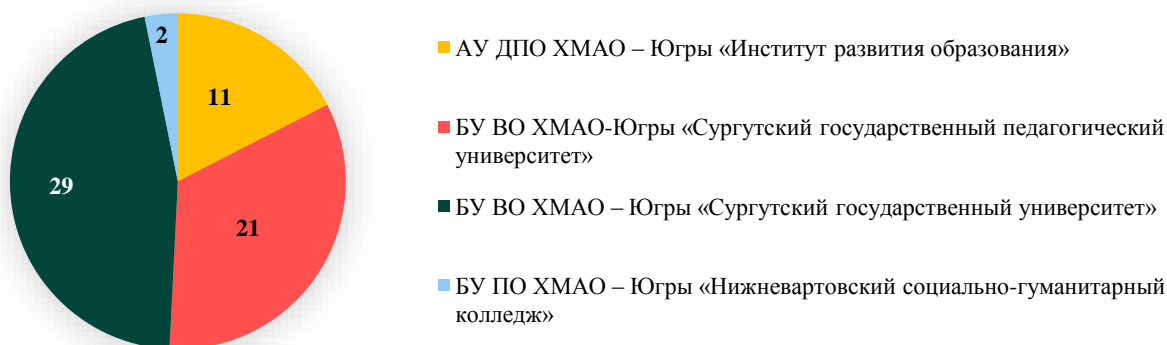 2
11
29
21
АУ ДПО ХМАО – Югры «Институт развития образования»
БУ ВО ХМАО-Югры «Сургутский государственный педагогический
университет»
БУ ВО ХМАО – Югры «Сургутский государственный университет»
БУ ПО ХМАО – Югры «Нижневартовский социально-гуманитарный
колледж»